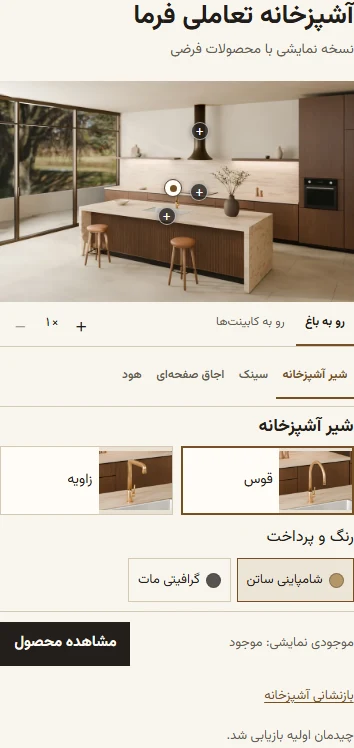 آشپزخانه تعاملی فرما
نسخه نمایشی با محصولات فرضی
رو به باغ
رو به کابینت‌ها
+ ۱× −
شیر آشپزخانه
سینک
اجاق صفحه‌ای
هود
شیر آشپزخانه
قوس
زاویه
رنگ و پرداخت
شامپاینی ساتن
گرافیتی مات
موجودی نمایشی: موجود
مشاهده محصول
بازنشانی آشپزخانه
چیدمان اولیه بازیابی شد.